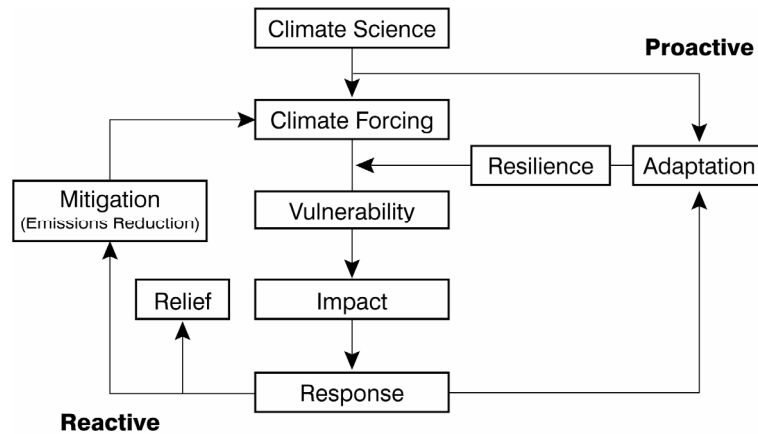 Climate Science
Proactive
Climate Forcing
Resilience
Adaptation
Mitigation
(Emissions Reduction)
Vulnerability
Relief
Impact
Response
Reactive